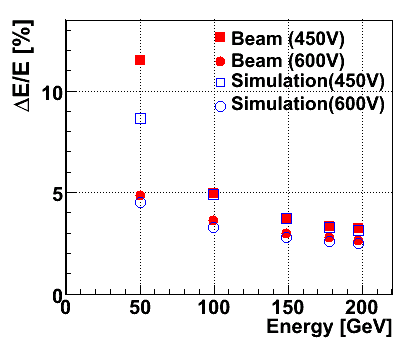 ΔE/E [%]
Beam (450V)
Beam (600V)
Simulation(450V)
Simulation(600V)
10
5
0
0 50 100 150 200
Energy [GeV]